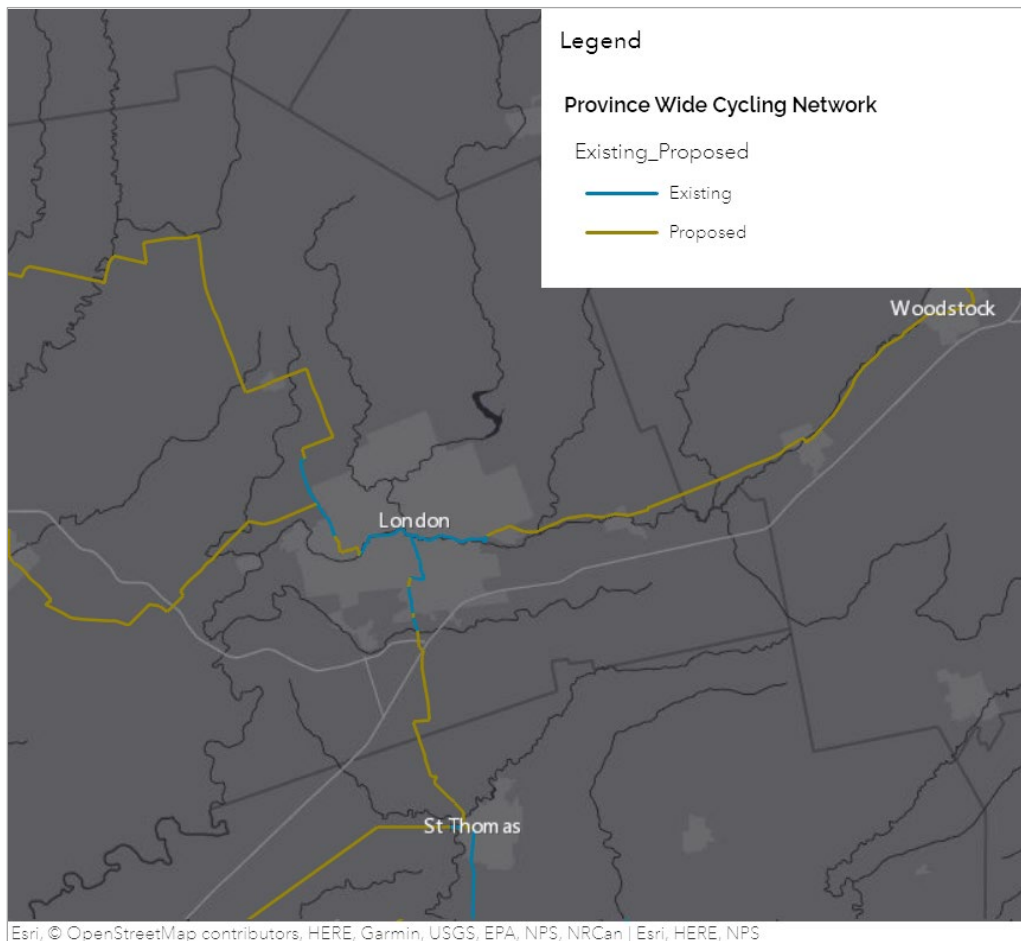 Legend
Province Wide Cycling Network
Existing_Proposed
Existing
Proposed
Woodstock
London
St Thomas
Esri, © OpenStreetMap contributors, HERE, Garmin, USGS, EPA, NPS, NRCan | Esri, HERE, NPS